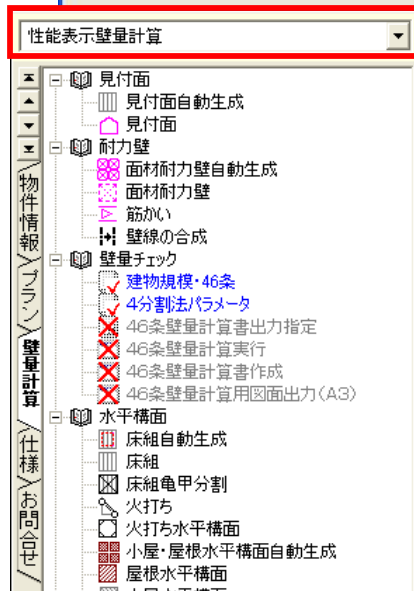 性能表示壁量計算
見付面
見付面自動生成
見付面
耐力壁
面材耐力壁自動生成
面材耐力壁
筋かい
壁線の合成
壁量チェック
建物規模・46条
4分割法パラメータ
46条壁量計算書出力指定
46条壁量計算実行
46条壁量計算書作成
46条壁量計算用図面出力(A3)
水平構面
床組自動生成
床組
床組亀甲分割
火打ち
火打ち水平構面
小屋・屋根水平構面自動生成
屋根水平構面
物件情報
プラン
壁量計算
仕様
お問合せ